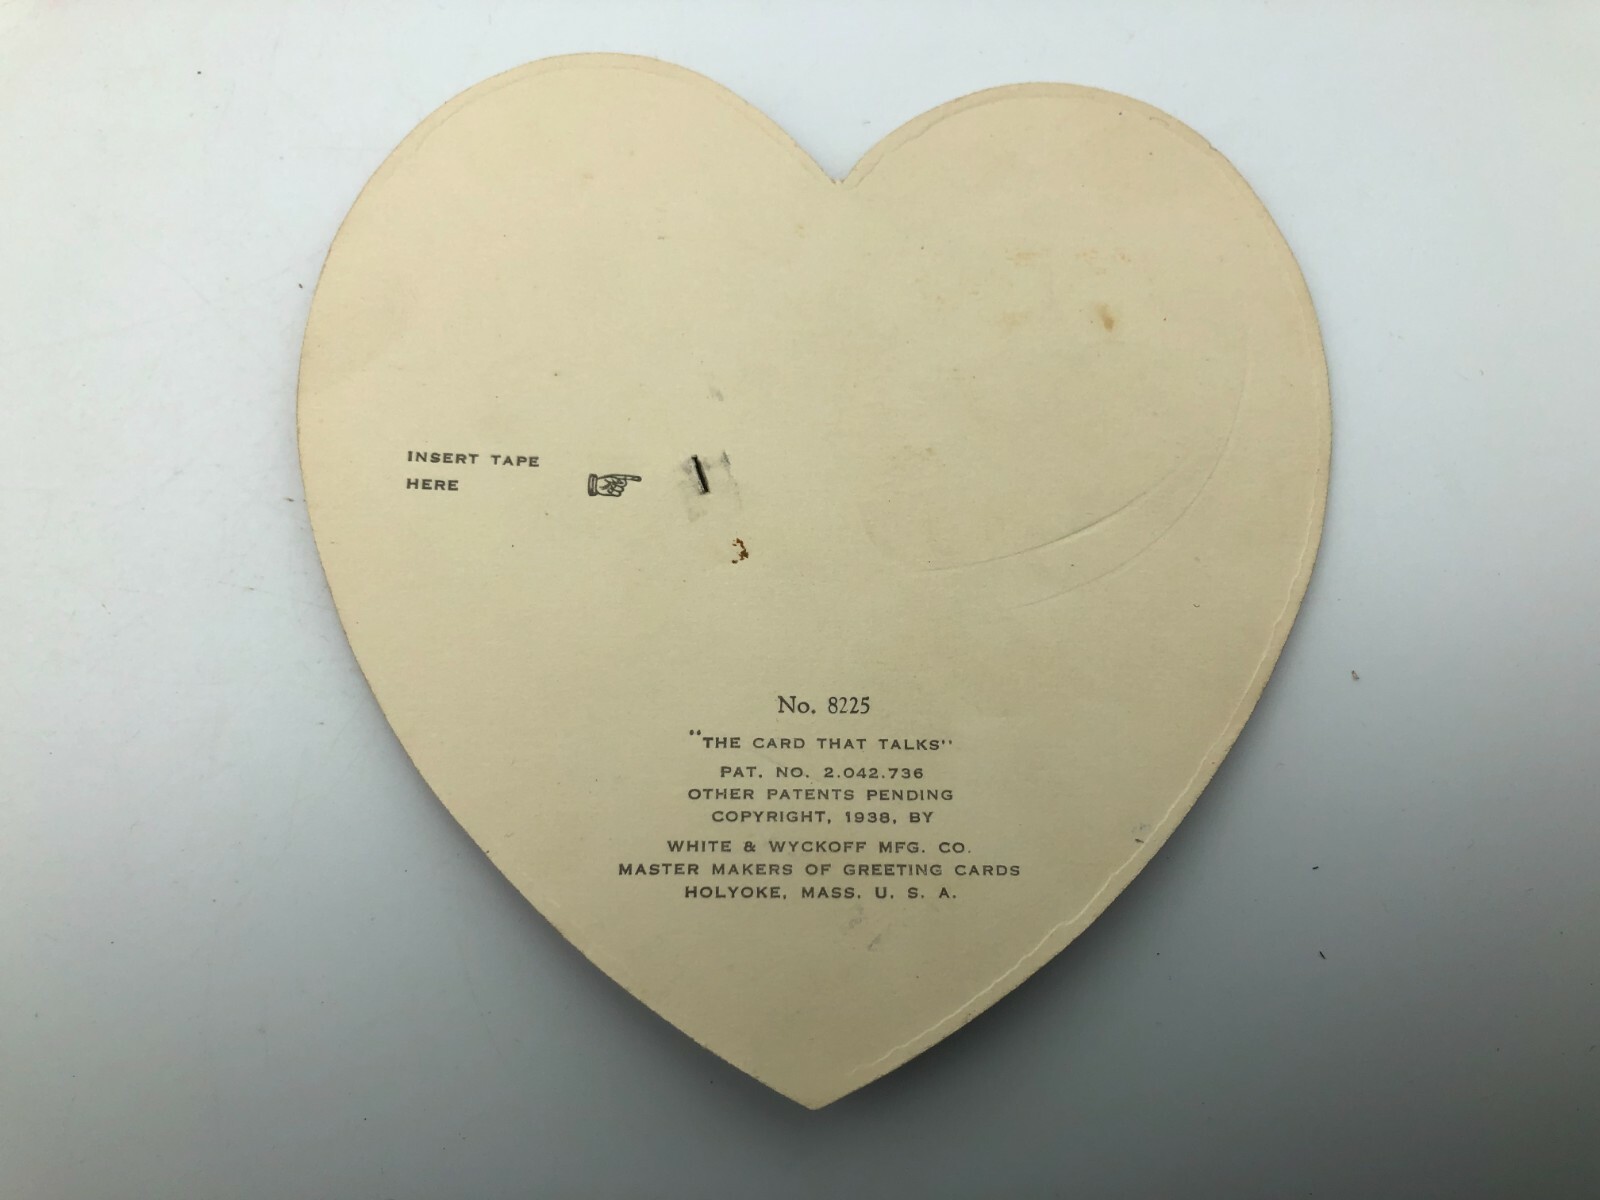 INSERT TAPE
HERE
No. 8225
"THE CARD THAT TALKS"
PAT. NO. 2.042.736
OTHER PATENTS PENDING
COPYRIGHT, 1938, BY
WHITE & WYCKOFF MFG. CO.
MASTER MAKERS OF GREETING CARDS
HOLYOKE, MASS. U. S. A.